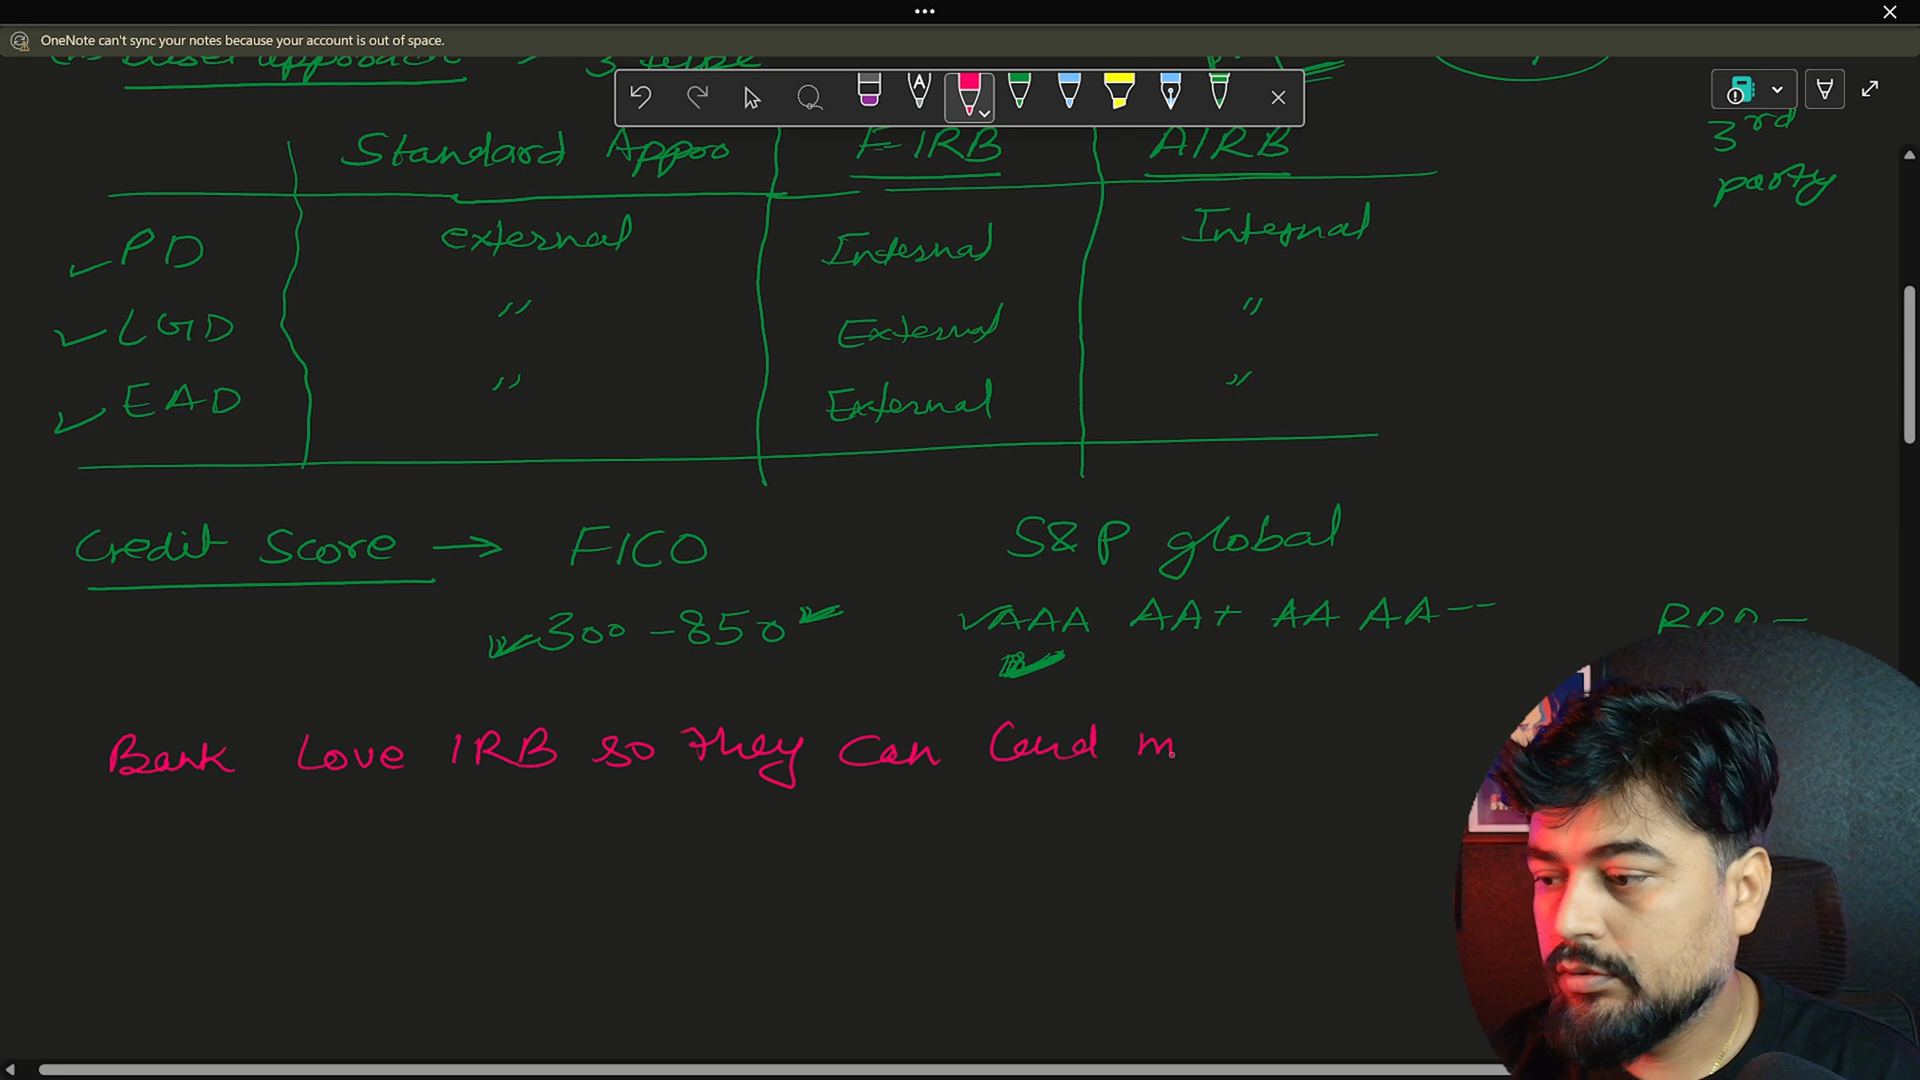 OneNote can't sync your notes because your account is out of space.
3rd
party
Standard Appro F-IRB AIRB
PD external Internal Internal
LGD " External "
EAD " External "
Credit Score → FICO S&P global
300 - 850 AAA AA+ AA AA--
Bank Love IRB so they can m